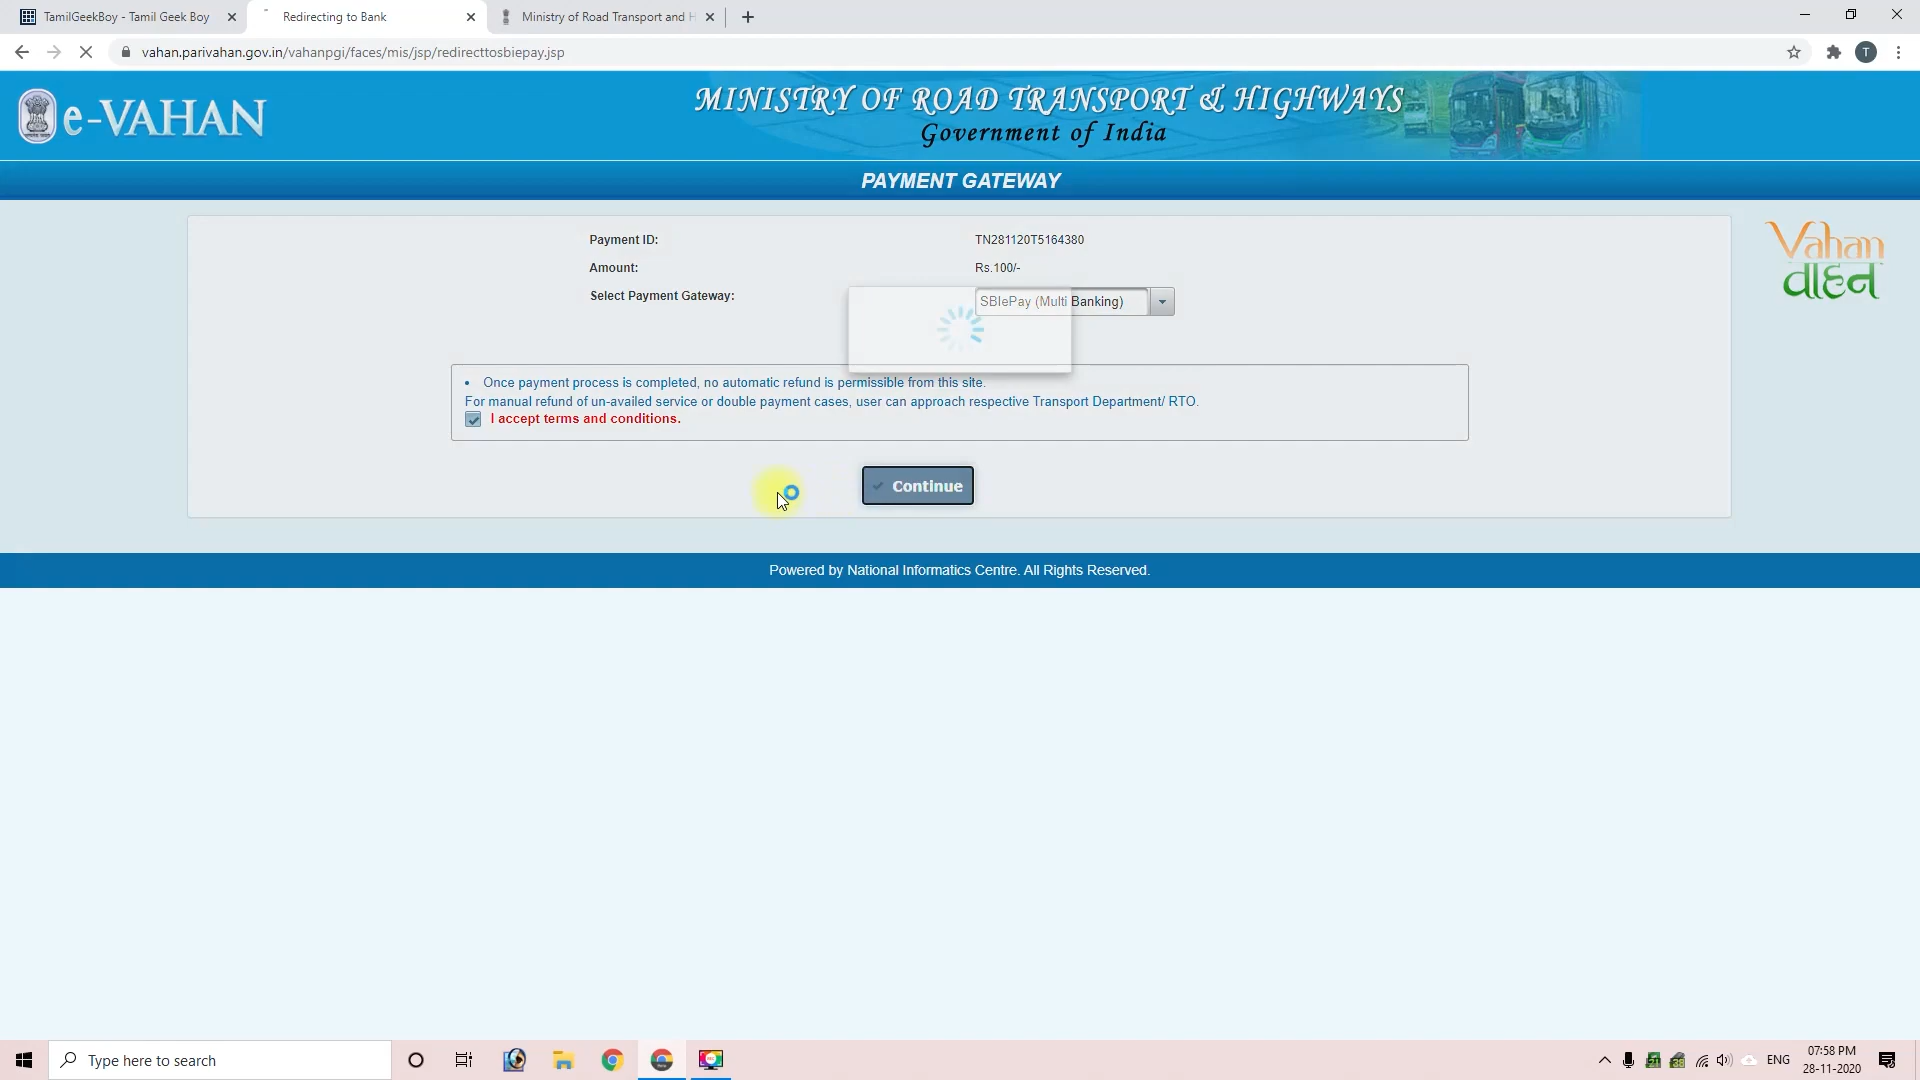 TamilGeekBoy - Tamil Geek Boy
Redirecting to Bank
Ministry of Road Transport and H
vahan.parivahan.gov.in/vahanpgi/faces/mis/jsp/redirecttosbiepay.jsp
T
e-VAHAN
MINISTRY OF ROAD TRANSPORT & HIGHWAYS
Government of India
PAYMENT GATEWAY
Vahan
वाहन
Payment ID: TN281120T5164380
Amount: Rs.100/-
Select Payment Gateway: SBIePay (Multi Banking)
• Once payment process is completed, no automatic refund is permissible from this site.
For manual refund of un-availed service or double payment cases, user can approach respective Transport Department/ RTO.
I accept terms and conditions.
Continue
Powered by National Informatics Centre. All Rights Reserved.
Type here to search
ENG
07:58 PM
28-11-2020